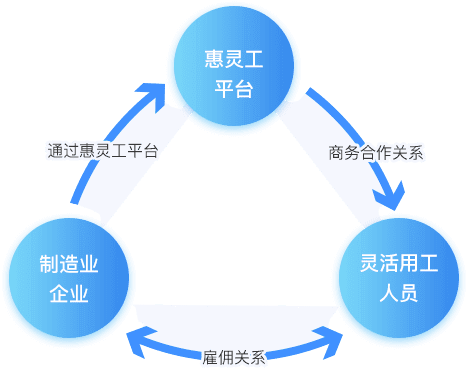 惠灵工
平台
通过惠灵工平台
商务合作关系
制造业
企业
灵活用工
人员
雇佣关系